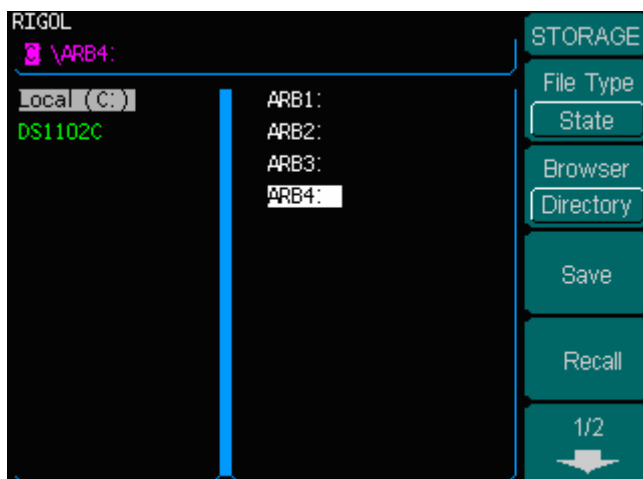 RIGOL
C \ARB4:
Local (C:)
DS1102C
ARB1:
ARB2:
ARB3:
ARB4:
STORAGE
File Type
State
Browser
Directory
Save
Recall
1/2